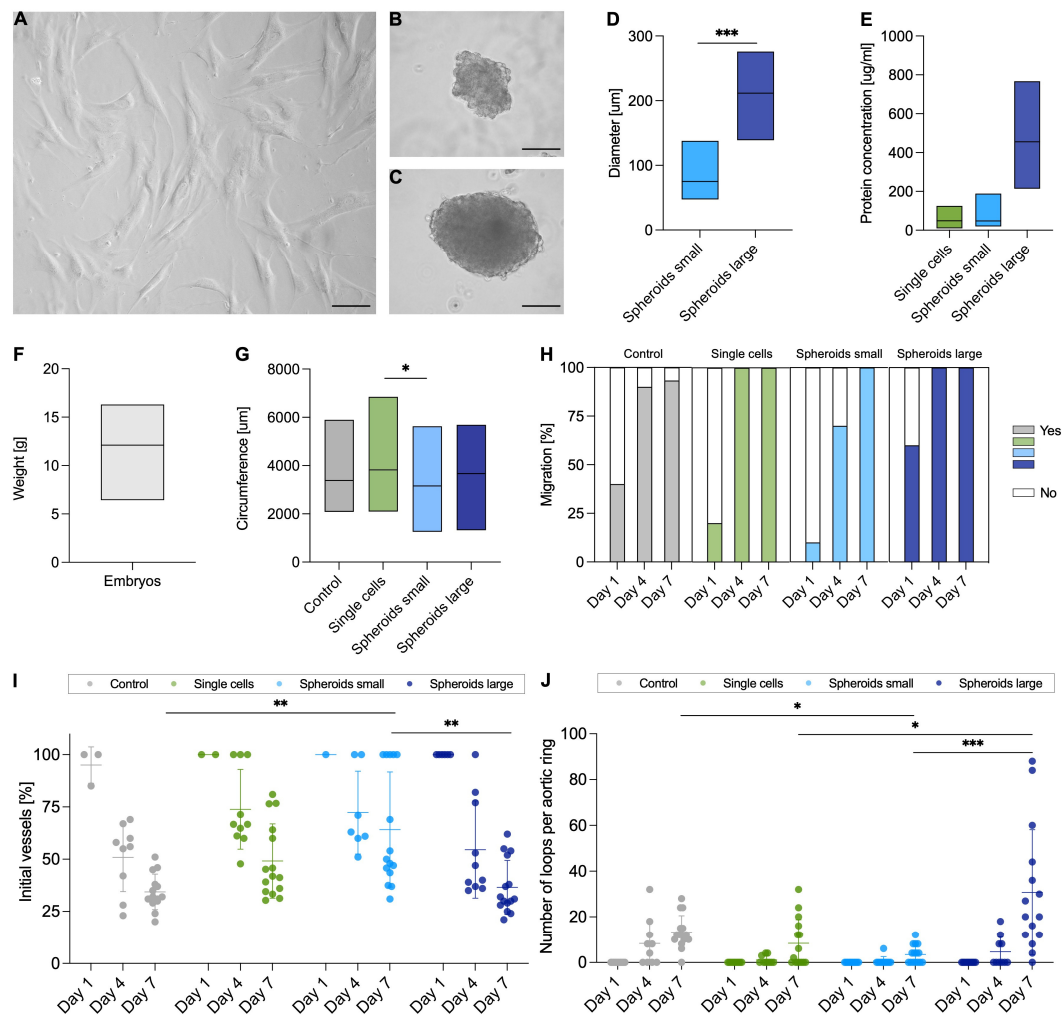 A
B
C
D
300
200
100
0
Diameter [um]
***
Spheroids small
Spheroids large
E
1000
800
600
400
200
0
Protein concentration [ug/ml]
Single cells
Spheroids small
Spheroids large
F
20
15
10
5
0
Weight [g]
Embryos
G
8000
6000
4000
2000
0
Circumference [um]
*
Control
Single cells
Spheroids small
Spheroids large
H
Control
Single cells
Spheroids small
Spheroids large
100
75
50
25
0
Migration [%]
Day 1
Day 4
Day 7
Day 1
Day 4
Day 7
Day 1
Day 4
Day 7
Day 1
Day 4
Day 7
Yes
No
I
Control
Single cells
Spheroids small
Spheroids large
**
**
100
75
50
25
0
Initial vessels [%]
Day 1
Day 4
Day 7
Day 1
Day 4
Day 7
Day 1
Day 4
Day 7
Day 1
Day 4
Day 7
J
Control
Single cells
Spheroids small
Spheroids large
*
*
***
100
80
60
40
20
0
Number of loops per aortic ring
Day 1
Day 4
Day 7
Day 1
Day 4
Day 7
Day 1
Day 4
Day 7
Day 1
Day 4
Day 7